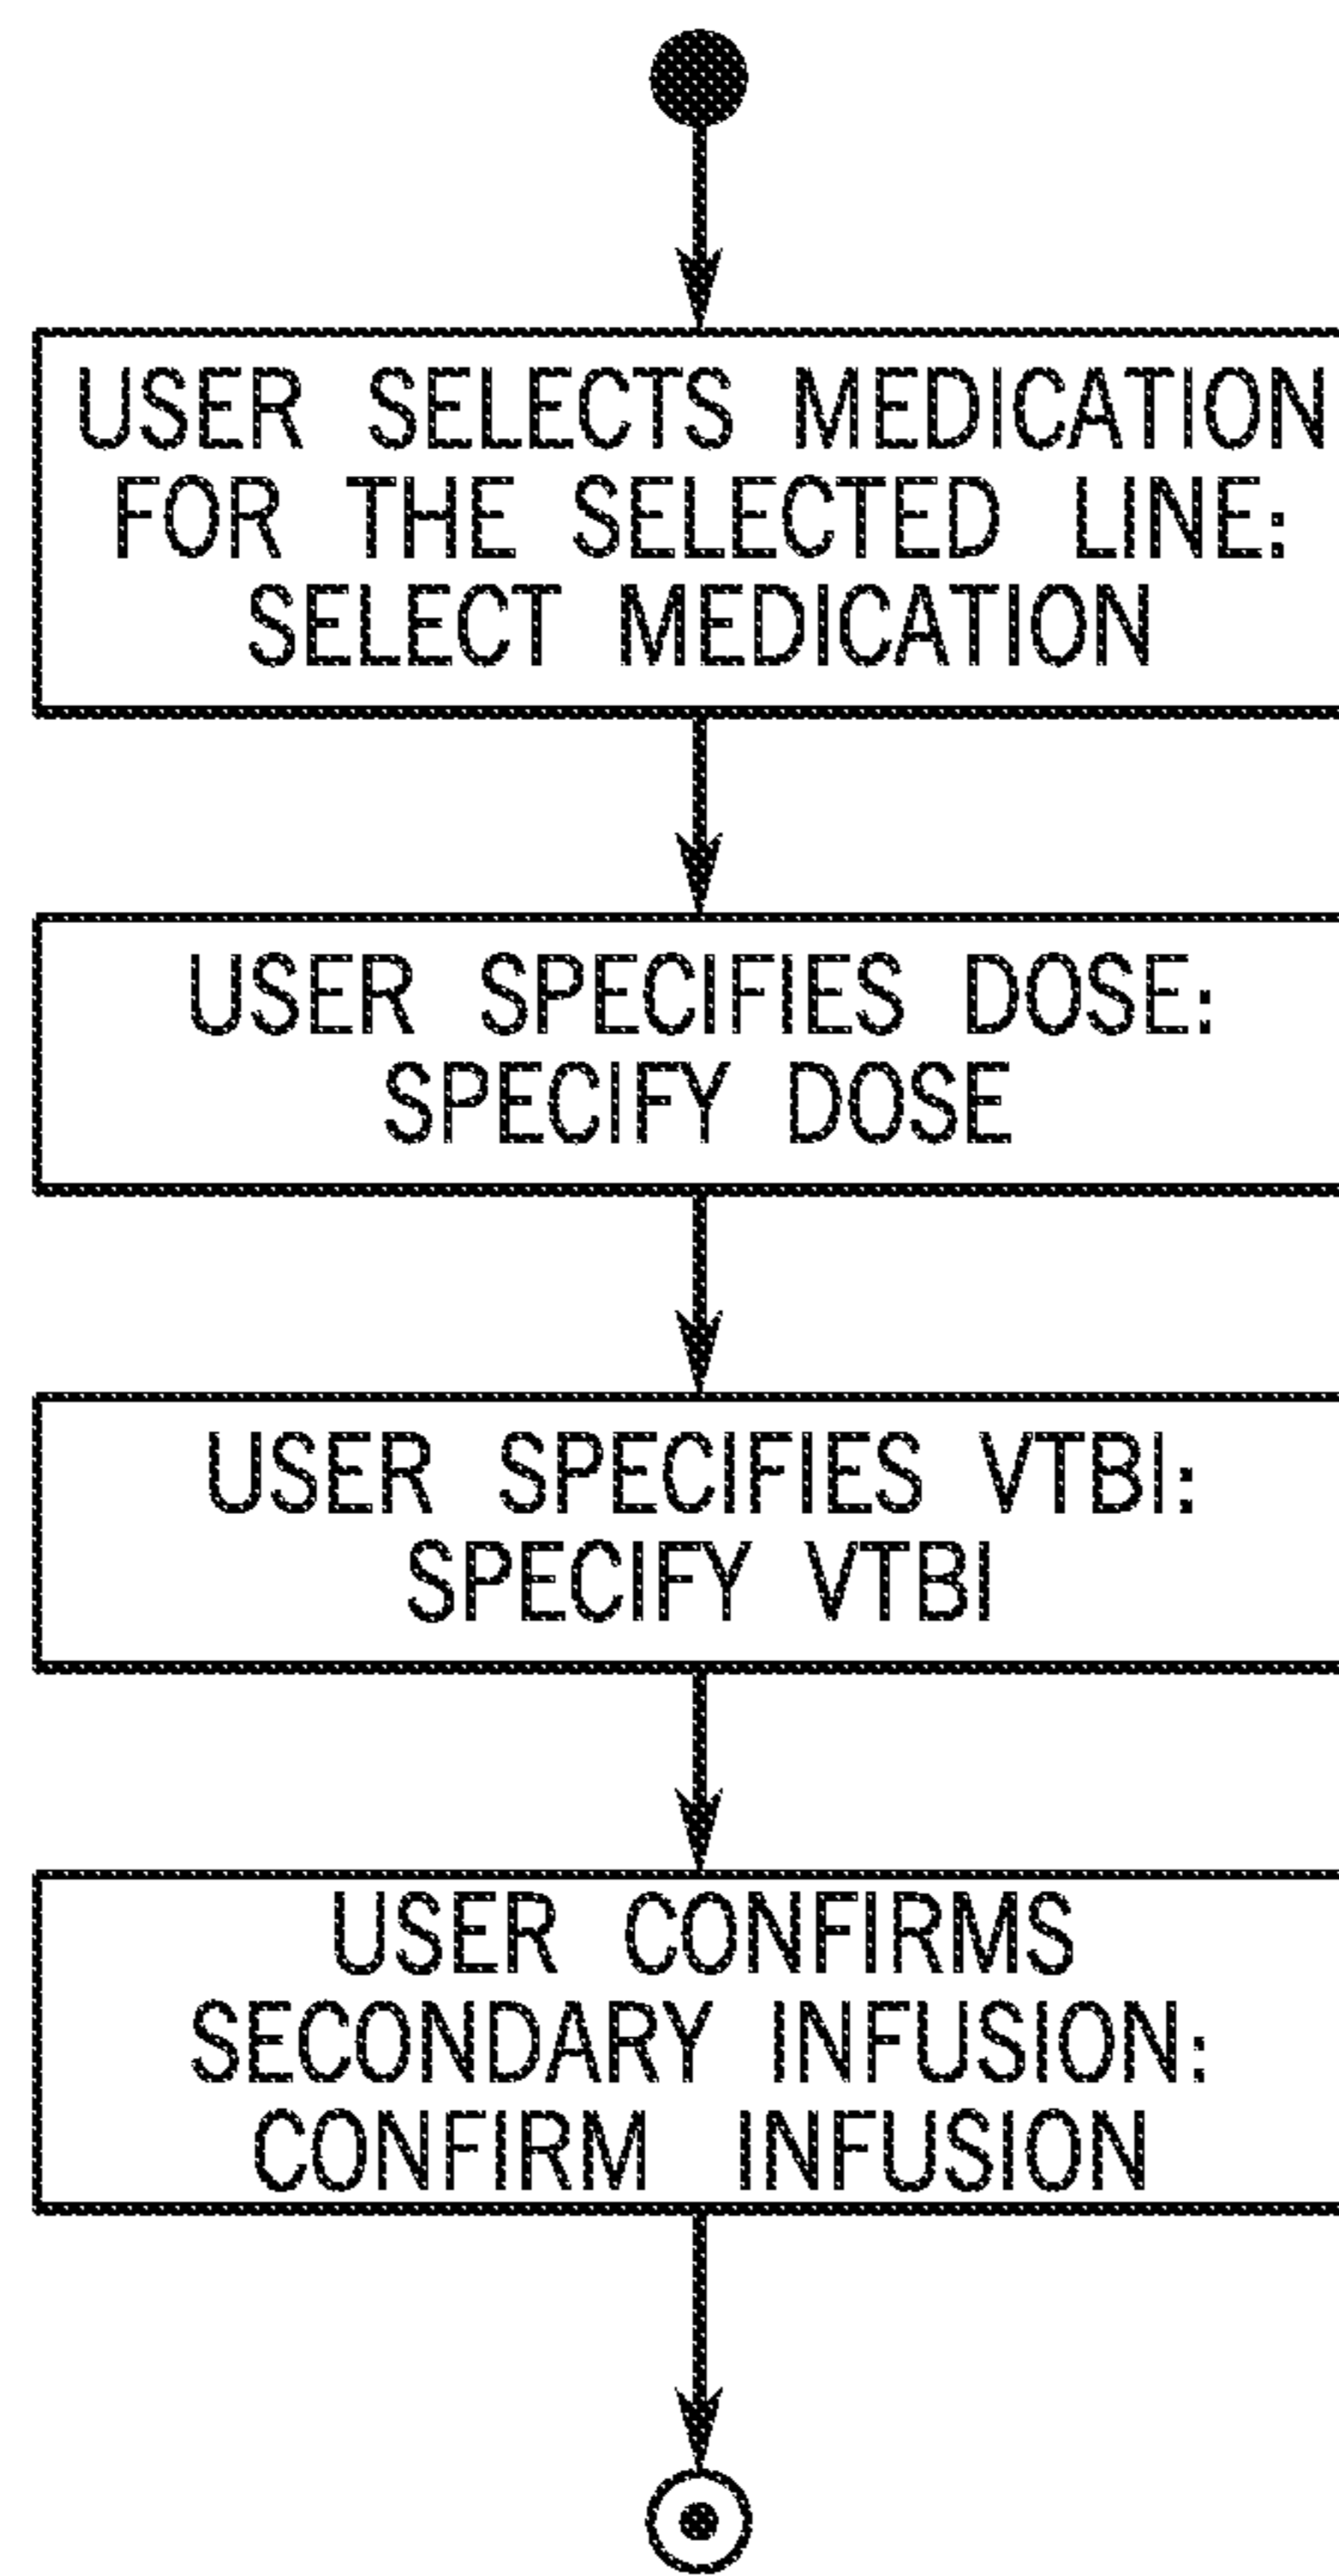 USER SELECTS MEDICATION
FOR THE SELECTED LINE:
SELECT MEDICATION
USER SPECIFIES DOSE:
SPECIFY DOSE
USER SPECIFIES VTBI:
SPECIFY VTBI
USER CONFIRMS
SECONDARY INFUSION:
CONFIRM INFUSION